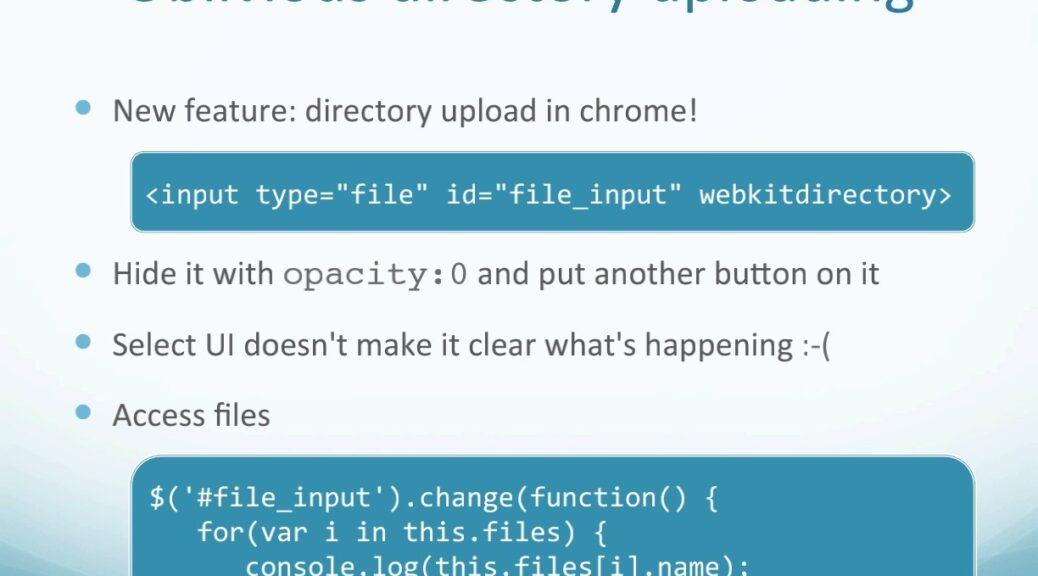 directory uploading
New feature: directory upload in chrome!
<input type="file" id="file_input" webkitdirectory>
Hide it with opacity:0 and put another button on it
Select UI doesn't make it clear what's happening :-(
Access files
$('#file_input').change(function() {
for(var i in this.files) {
console.log(this.files[i].name);